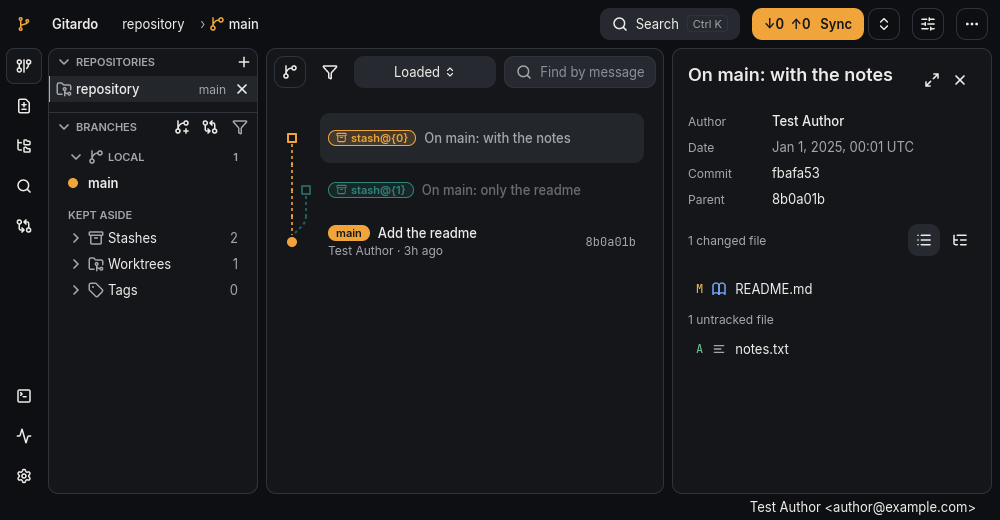 Gitardo repository › main Search Ctrl K ↓0 ↑0 Sync
REPOSITORIES
repository main
BRANCHES
LOCAL 1
main
KEPT ASIDE
Stashes 2
Worktrees 1
Tags 0
Loaded Find by message
stash@{0} On main: with the notes
stash@{1} On main: only the readme
main Add the readme
Test Author · 3h ago 8b0a01b
On main: with the notes
Author Test Author
Date Jan 1, 2025, 00:01 UTC
Commit fbafa53
Parent 8b0a01b
1 changed file
M README.md
1 untracked file
A notes.txt
Test Author <author@example.com>